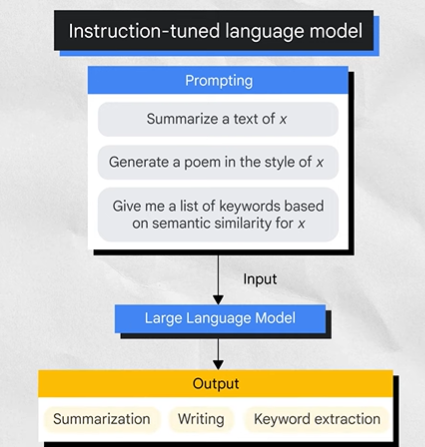 Instruction-tuned language model
Prompting
Summarize a text of x
Generate a poem in the style of x
Give me a list of keywords based
on semantic similarity for x
Input
Large Language Model
Output
Summarization Writing Keyword extraction